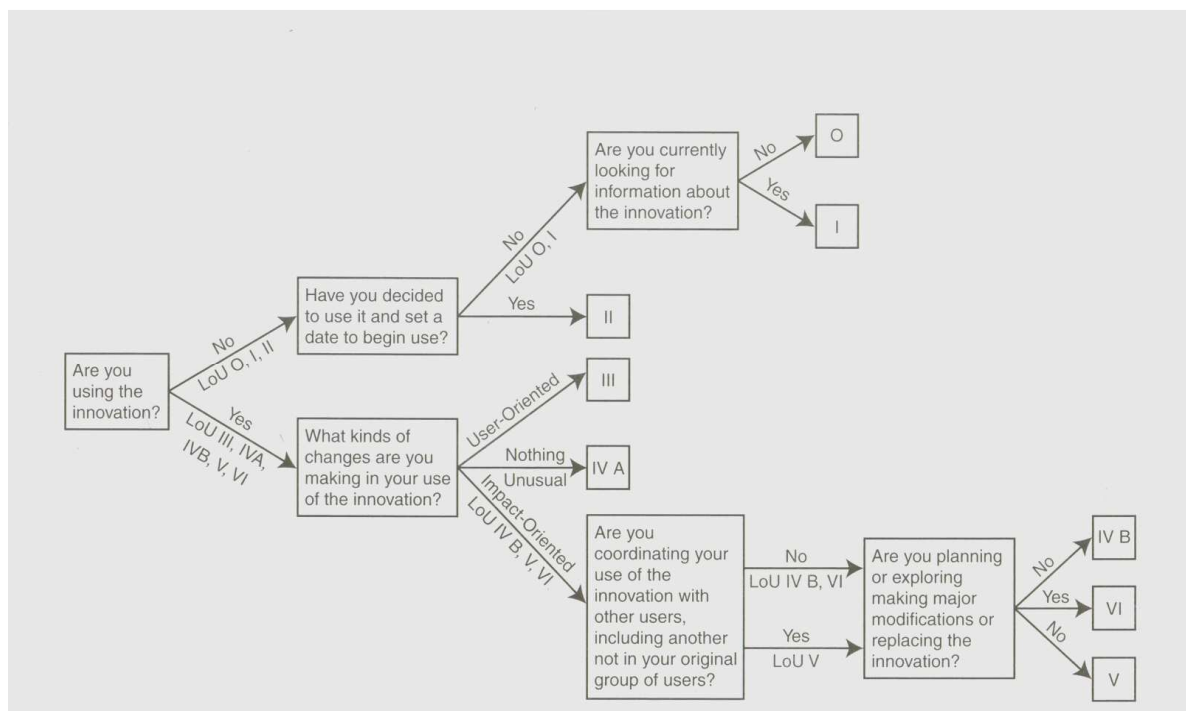 Are you
using the
innovation?
No
LoU O, I, II
Yes
LoU III, IVA,
IVB, V, VI
Have you decided
to use it and set a
date to begin use?
No
LoU O, I
Yes
Are you currently
looking for
information about
the innovation?
No
Yes
O
I
II
What kinds of
changes are you
making in your use
of the innovation?
User-Oriented
III
Nothing
Unusual
IV A
Impact-Oriented
LoU IV B, V, VI
Are you
coordinating your
use of the
innovation with
other users,
including another
not in your original
group of users?
No
LoU IV B, VI
Yes
LoU V
Are you planning
or exploring
making major
modifications or
replacing the
innovation?
No
IV B
Yes
VI
No
V